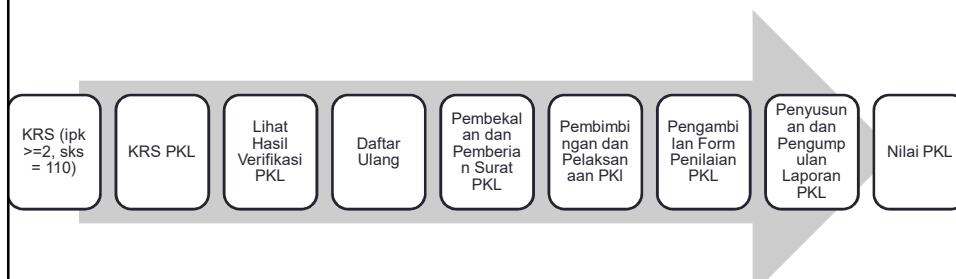 KRS (ipk
>=2, sks
= 110)
KRS PKL
Lihat
Hasil
Verifikasi
PKL
Daftar
Ulang
Pembekal
an dan
Pemberia
n Surat
PKL
Pembimbi
ngan dan
Pelaksan
aan PKl
Pengambi
lan Form
Penilaian
PKL
Penyusun
an dan
Pengump
ulan
Laporan
PKL
Nilai PKL